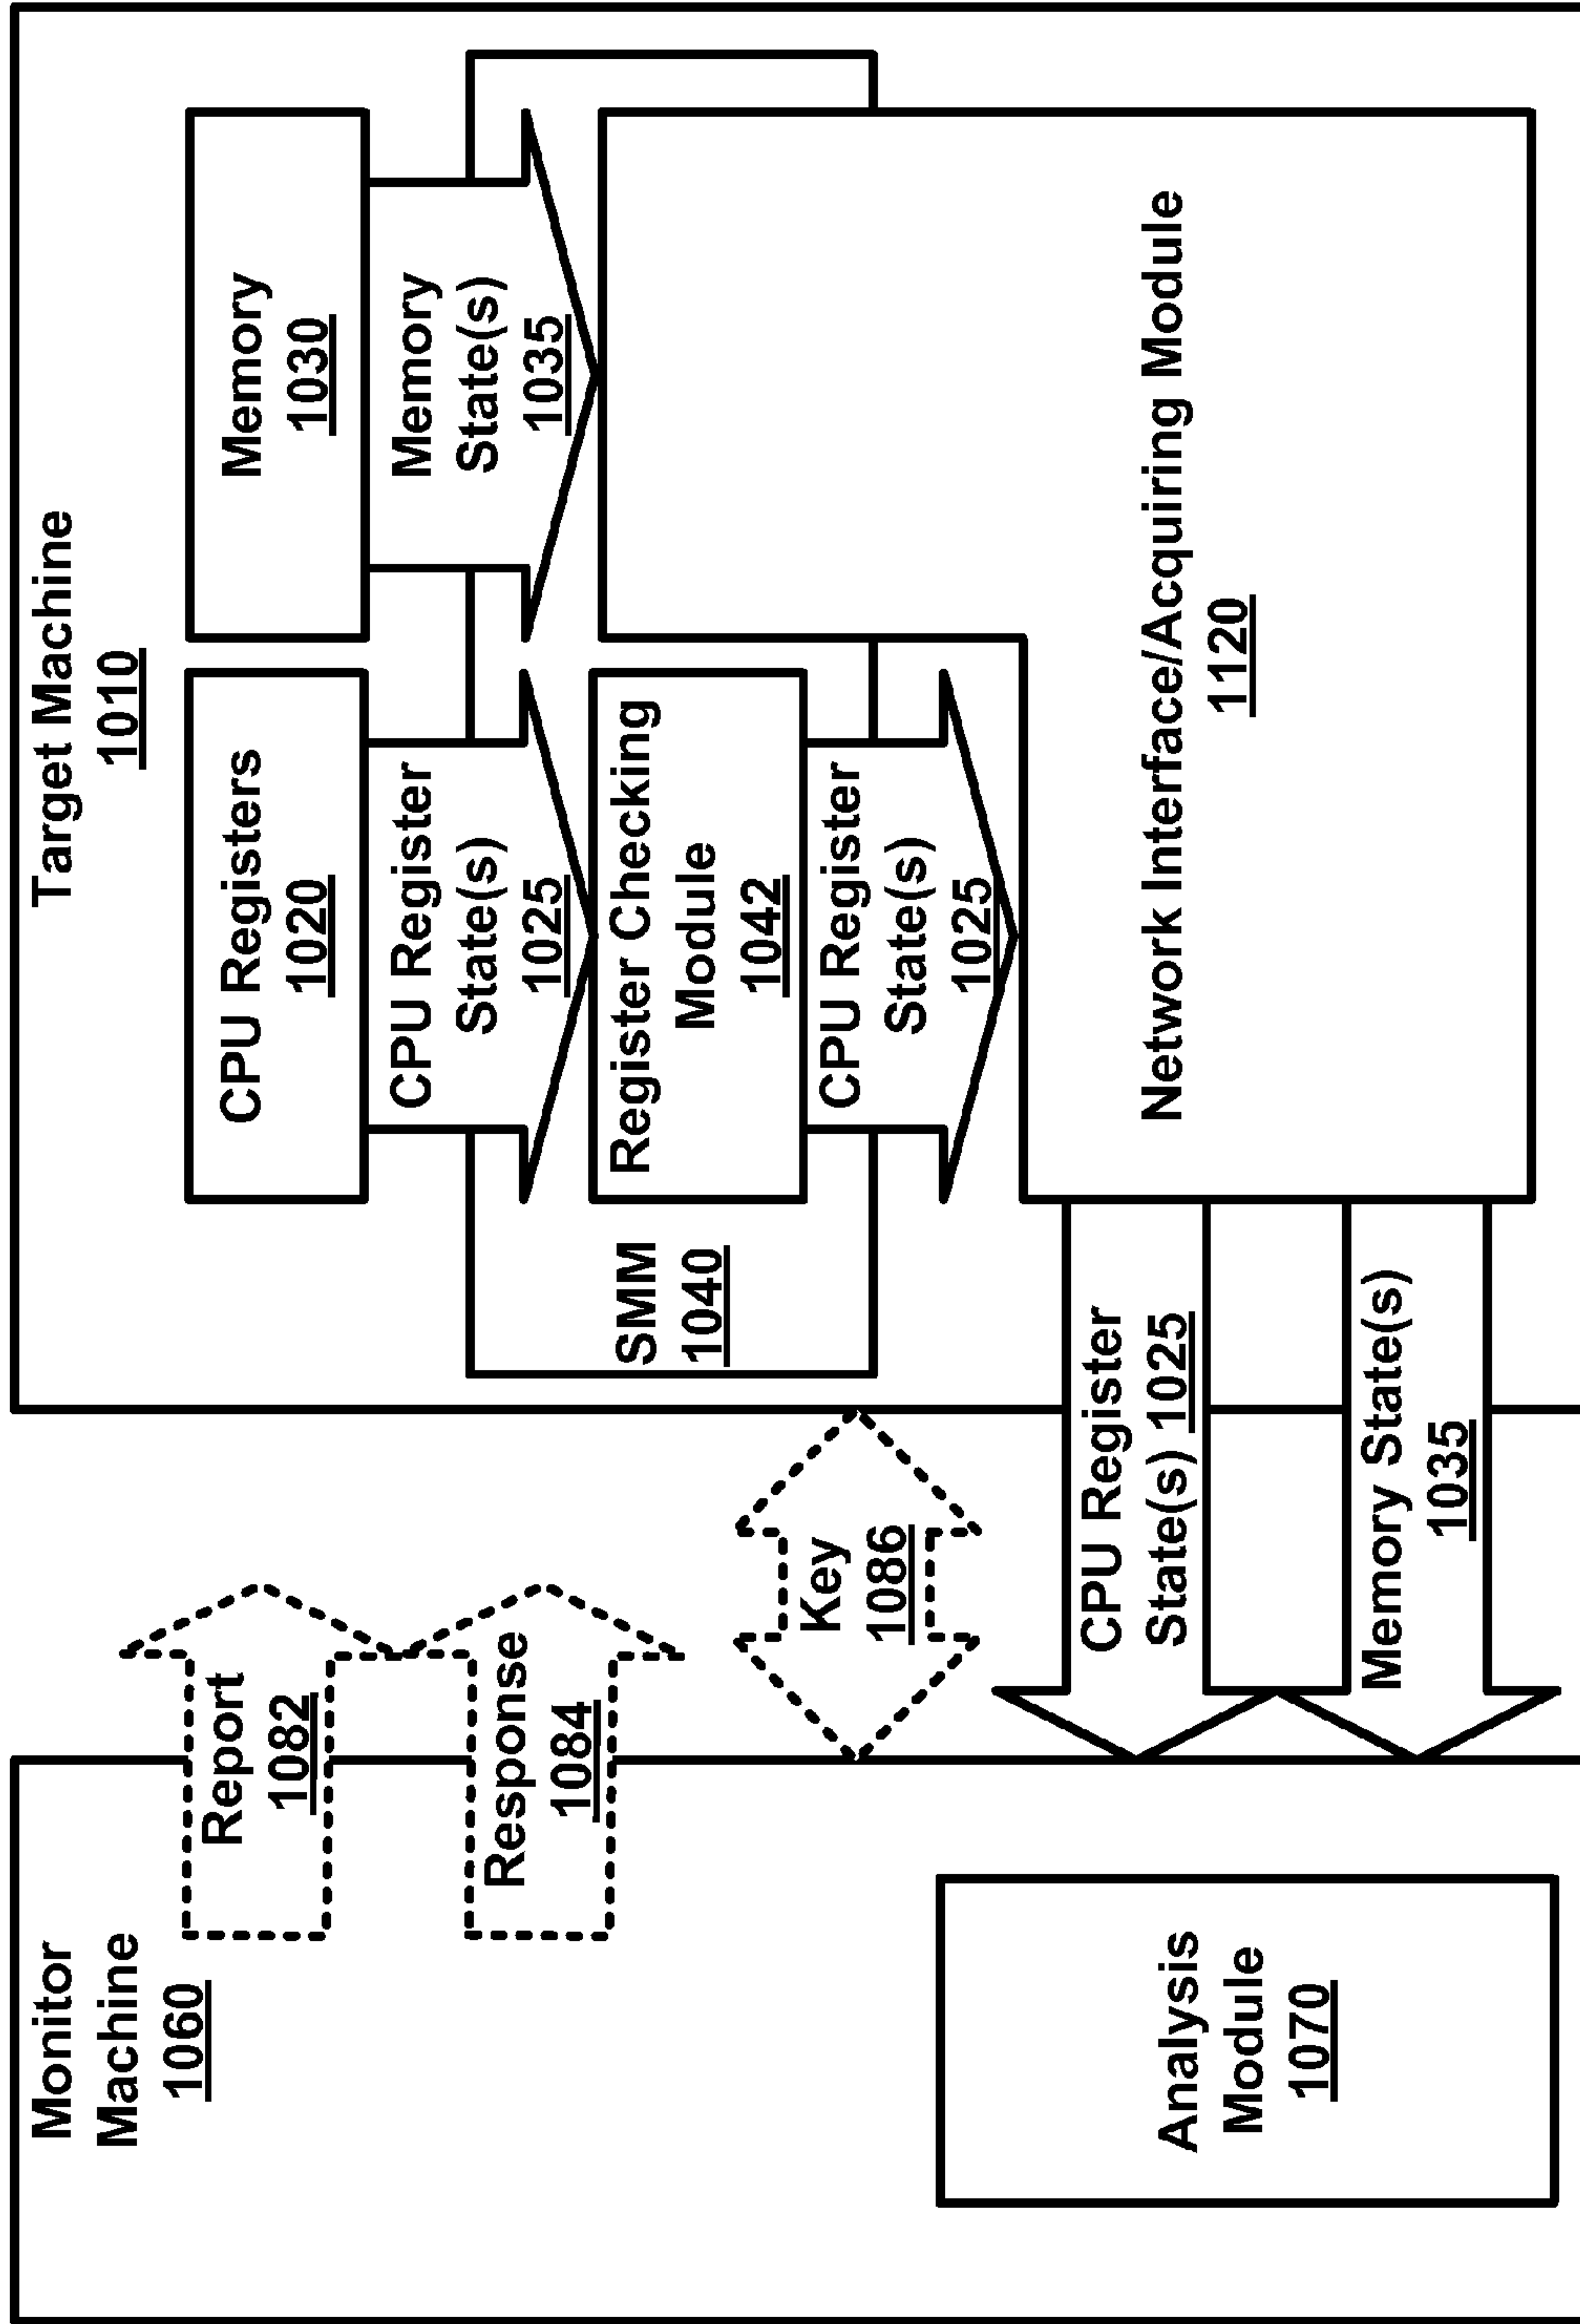 Monitor
Machine
1060
Report
1082
Response
1084
Key
1086
Analysis
Module
1070
CPU Register
State(s) 1025
Memory State(s)
1035
Target Machine
1010
CPU Registers
1020
CPU Register
State(s)
1025
SMM
1040
Register Checking
Module
1042
CPU Register
State(s)
1025
Memory
1030
Memory
State(s)
1035
Network Interface/Acquiring Module
1120